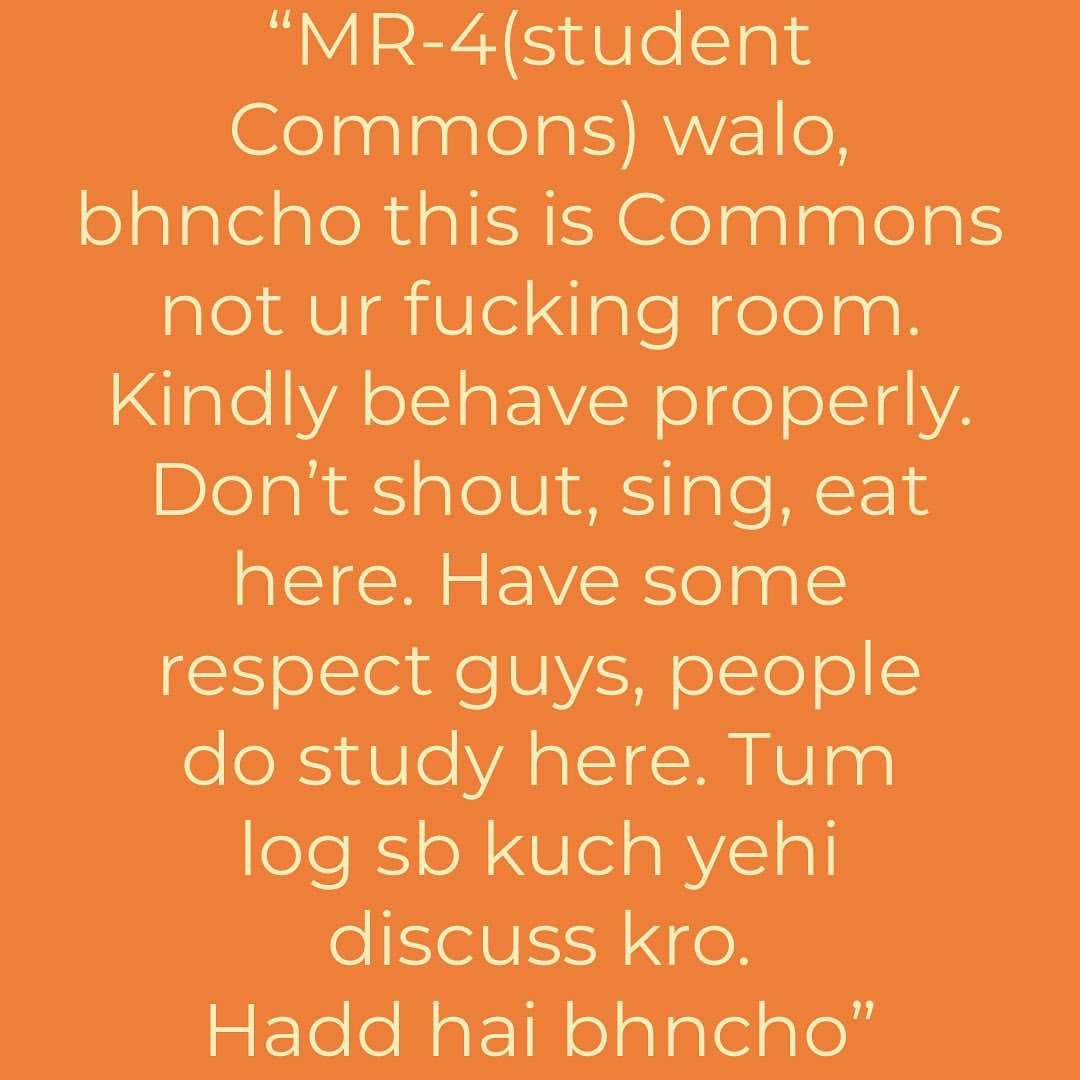 “MR-4(student
Commons) walo,
bhncho this is Commons
not ur fucking room.
Kindly behave properly.
Don’t shout, sing, eat
here. Have some
respect guys, people
do study here. Tum
log sb kuch yehi
discuss kro.
Hadd hai bhncho”